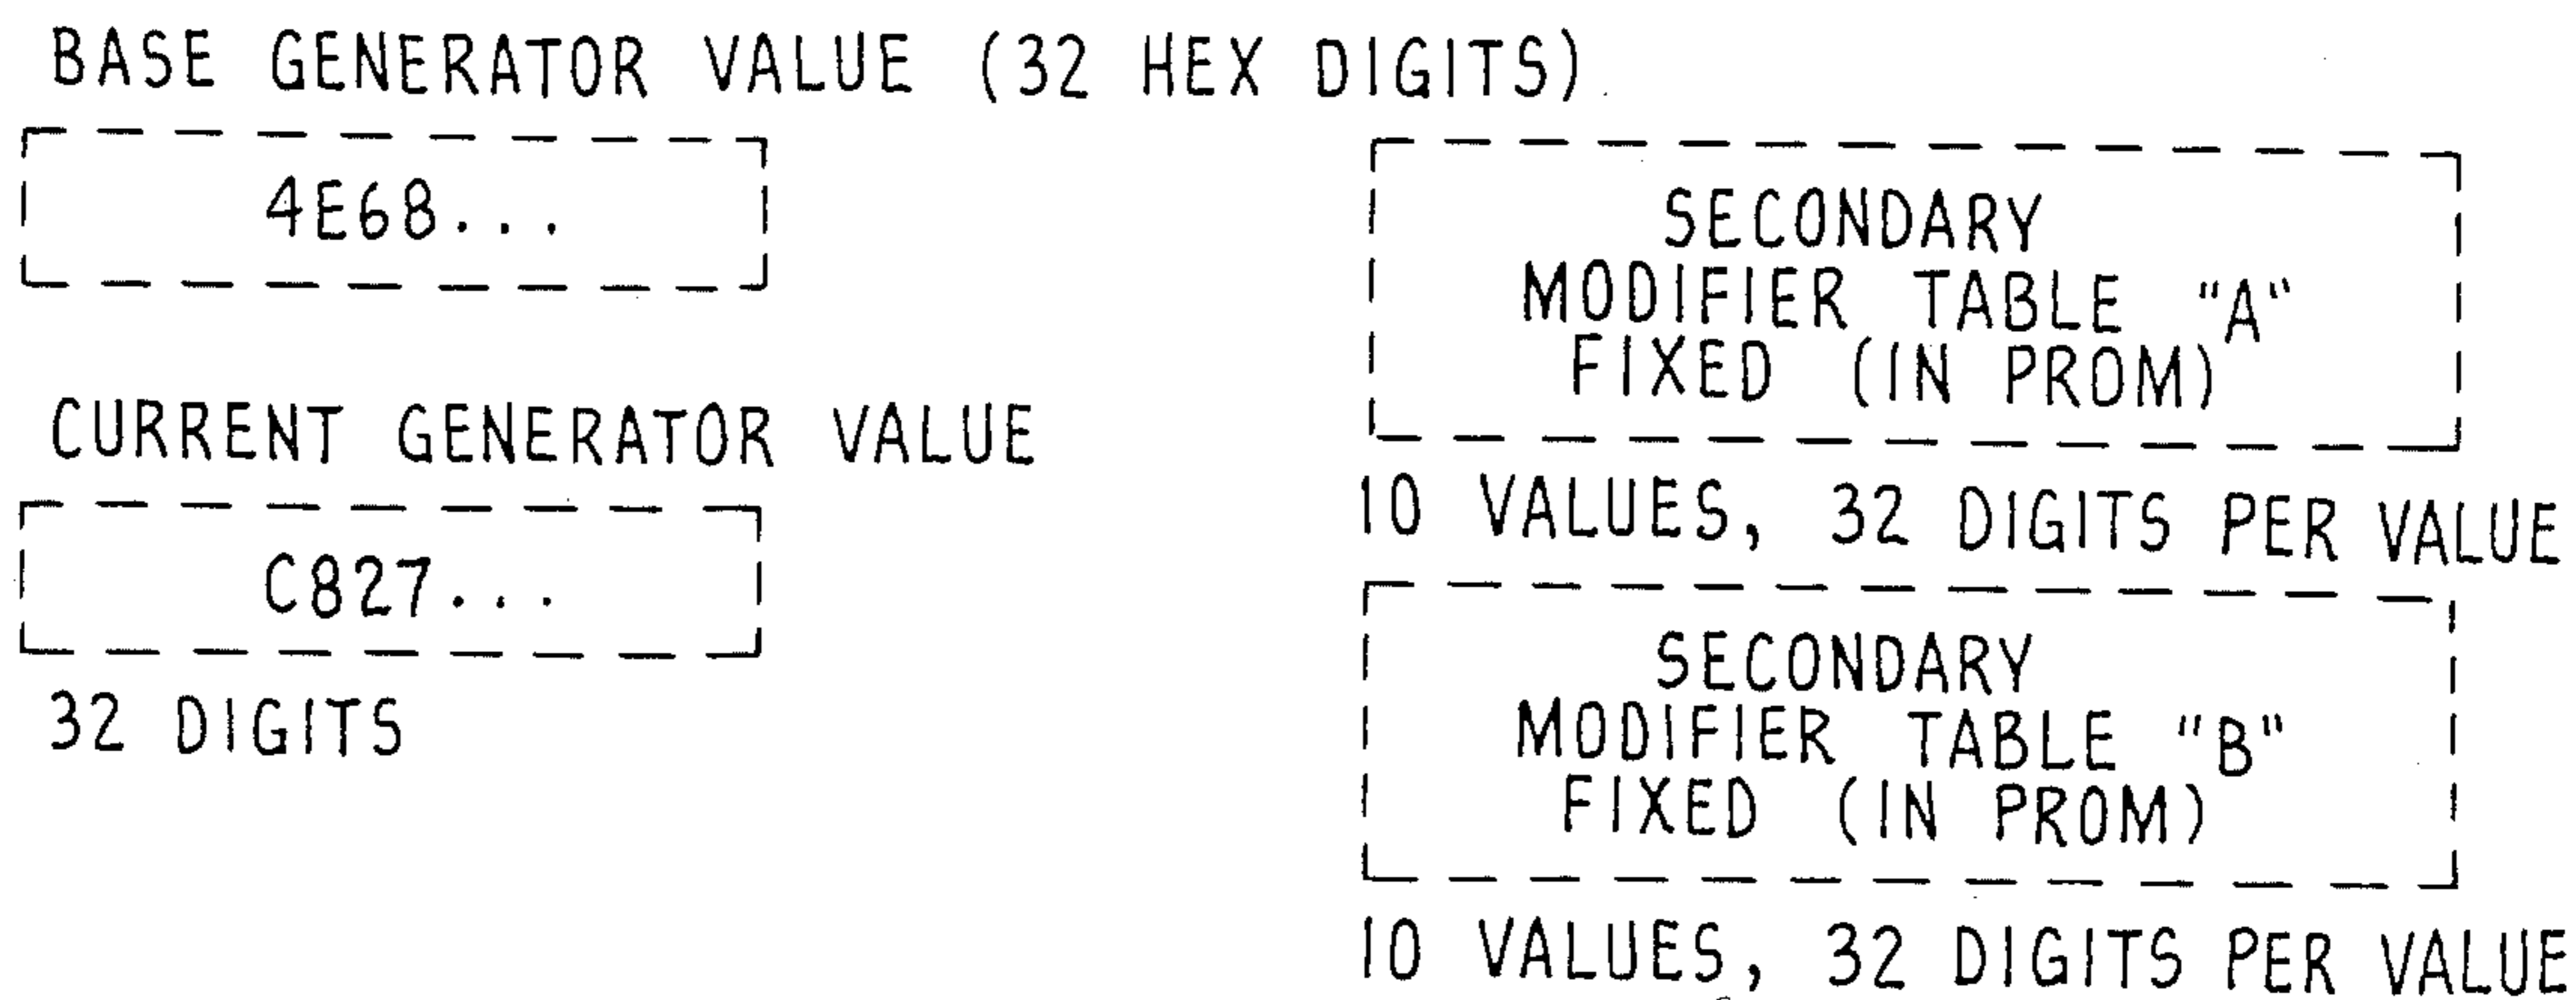 BASE GENERATOR VALUE (32 HEX DIGITS)
4E68...
CURRENT GENERATOR VALUE
C827...
32 DIGITS
SECONDARY
MODIFIER TABLE "A"
FIXED (IN PROM)
10 VALUES, 32 DIGITS PER VALUE
SECONDARY
MODIFIER TABLE "B"
FIXED (IN PROM)
10 VALUES, 32 DIGITS PER VALUE